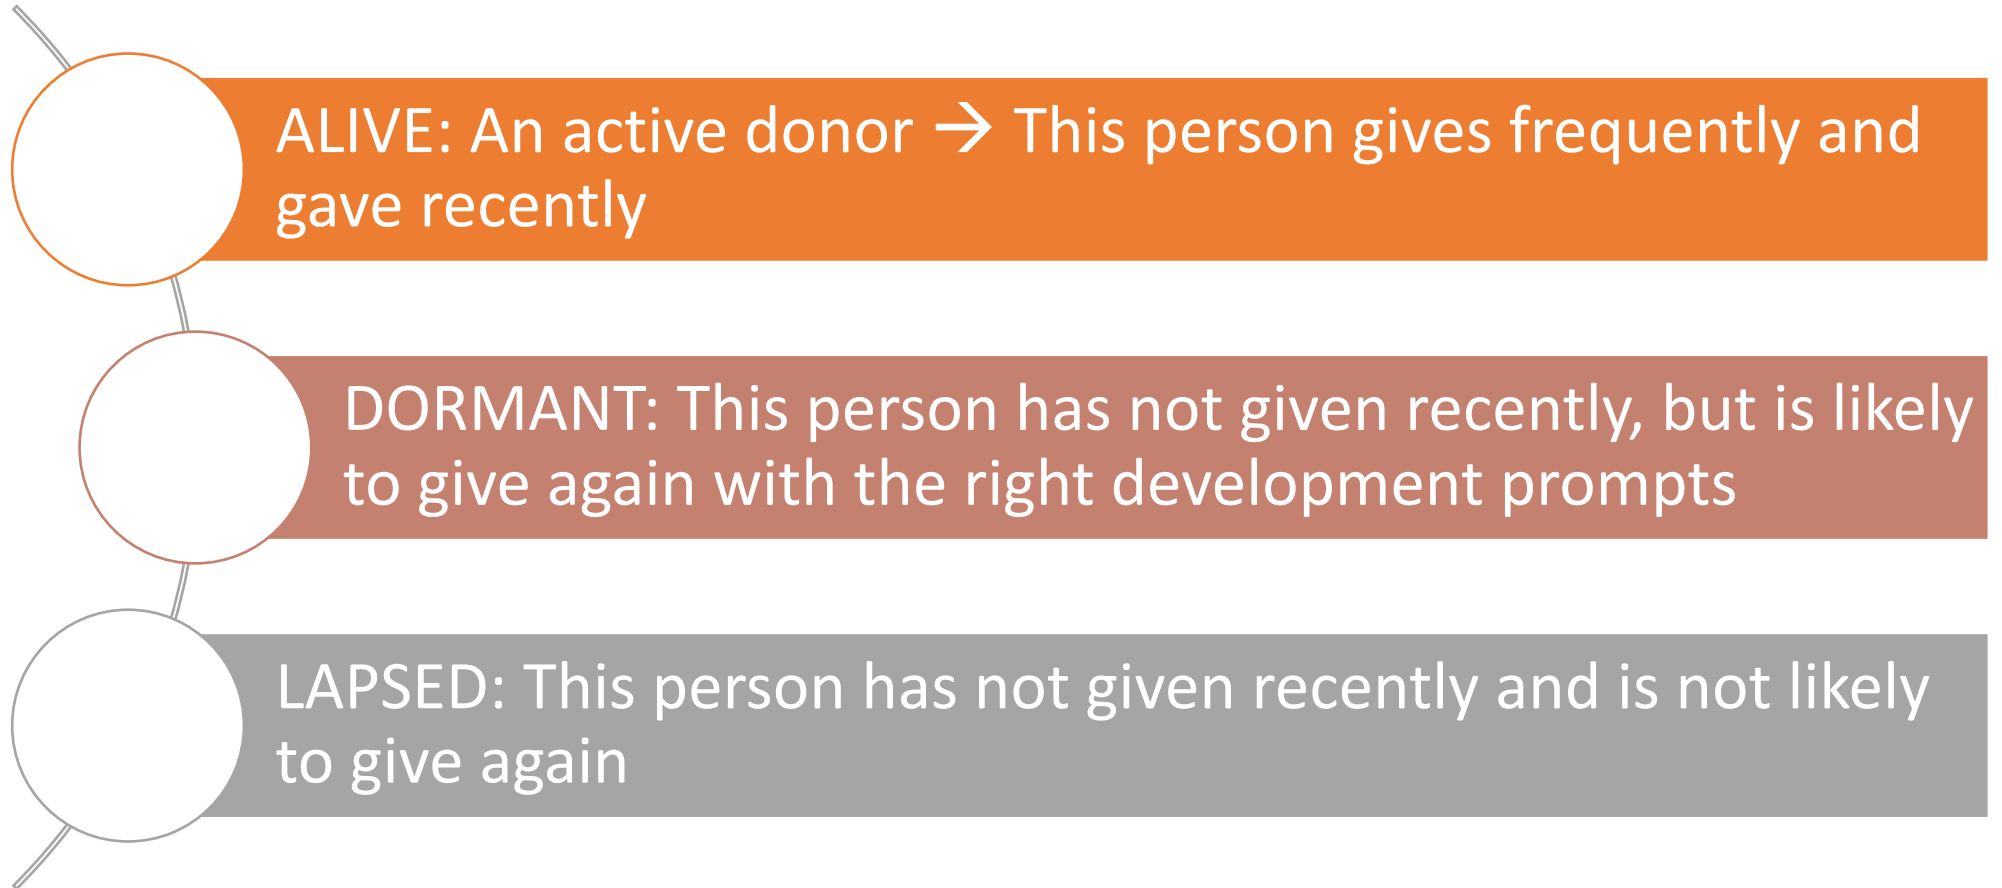 ALIVE: An active donor → This person gives frequently and
gave recently
DORMANT: This person has not given recently, but is likely
to give again with the right development prompts
LAPSED: This person has not given recently and is not likely
to give again